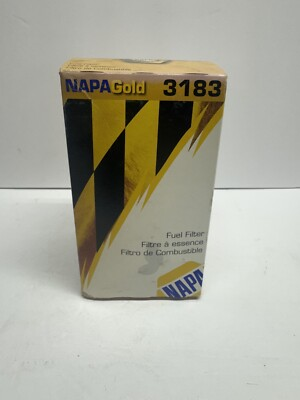 NAPAGold 3183
Fuel Filter
Filtre à essence
Filtro de Combustible
NAPA